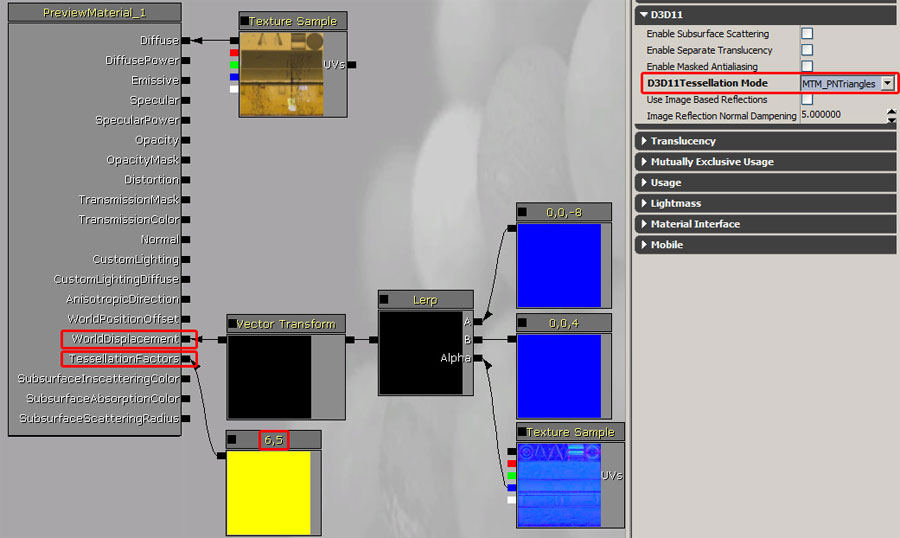 PreviewMaterial_1
Diffuse
DiffusePower
Emissive
Specular
SpecularPower
Opacity
OpacityMask
Distortion
TransmissionMask
TransmissionColor
Normal
CustomLighting
CustomLightingDiffuse
AnisotropicDirection
WorldPositionOffset
WorldDisplacement
TessellationFactors
SubsurfaceInscatteringColor
SubsurfaceAbsorptionColor
SubsurfaceScatteringRadius
Texture Sample
UVs
Vector Transform
6,5
Lerp
A
B
Alpha
0,0,-8
0,0,4
Texture Sample
UVs
D3D11
Enable Subsurface Scattering
Enable Separate Translucency
Enable Masked Antialiasing
D3D11Tessellation Mode MTM_PNTriangles
Use Image Based Reflections
Image Reflection Normal Dampening 5.000000
Translucency
Mutually Exclusive Usage
Usage
Lightmass
Material Interface
Mobile